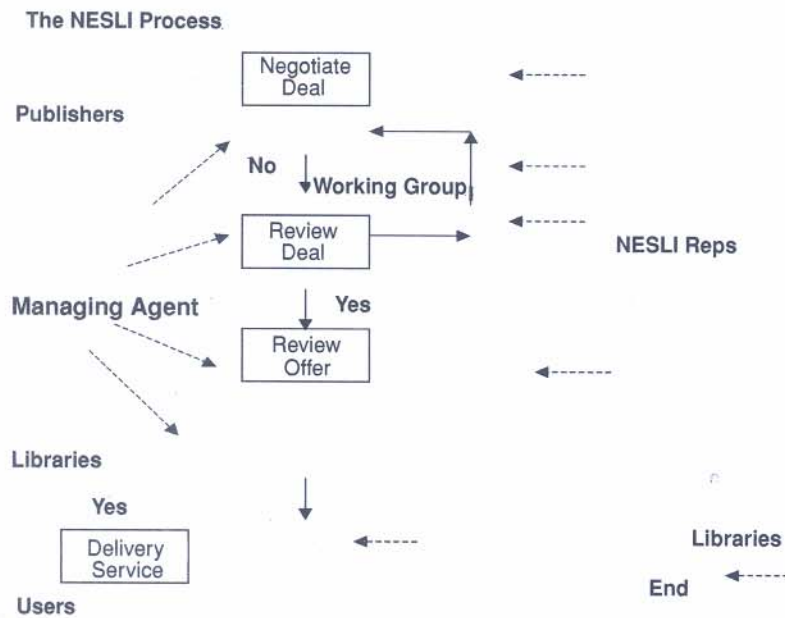 The NESLI Process
Negotiate
Deal
Publishers
No
Working Group
Review
Deal
NESLI Reps
Managing Agent
Yes
Review
Offer
Libraries
Yes
Delivery
Service
Libraries
End
Users